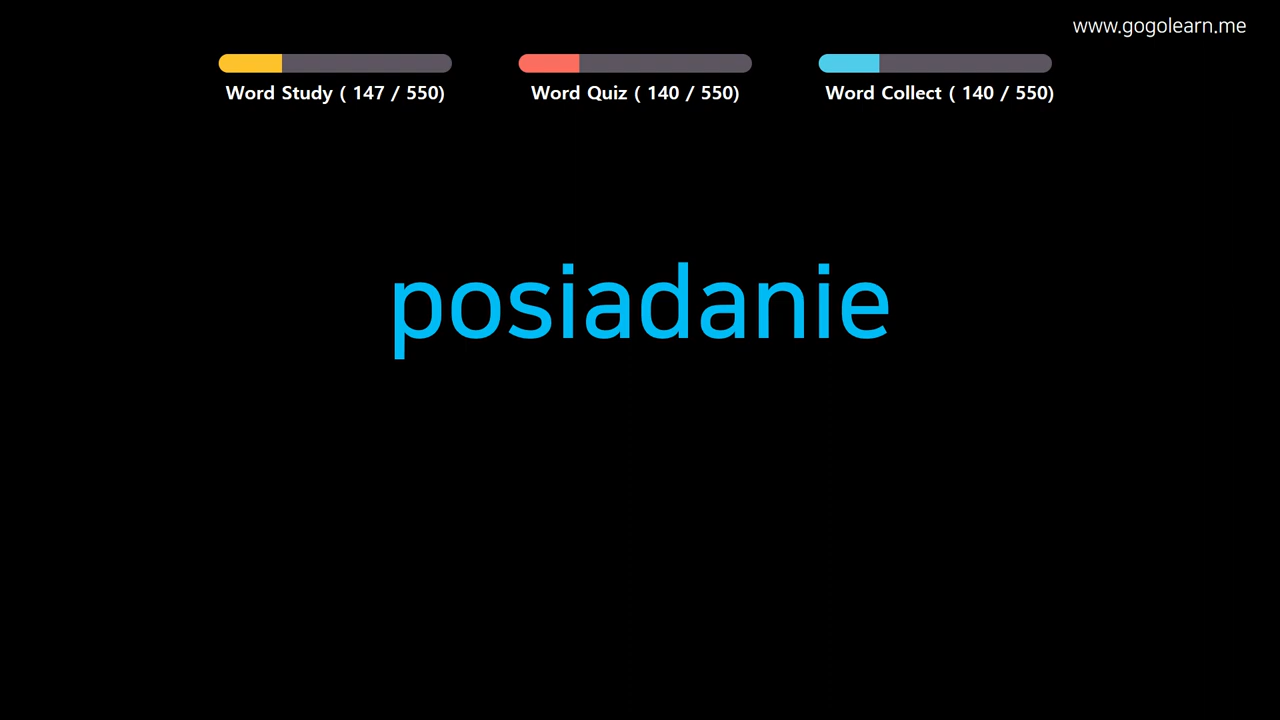 www.gogolearn.me
Word Study ( 147 / 550)
Word Quiz ( 140 / 550)
Word Collect ( 140 / 550)
posiadanie